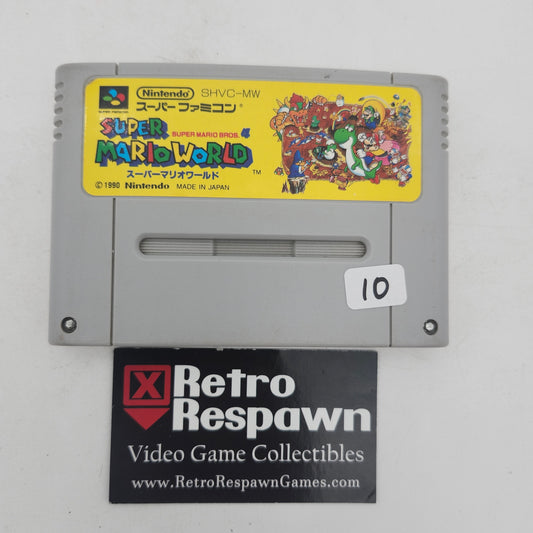 Nintendo SHVC-MW
スーパーファミコン
SUPER FAMICOM
SUPER MARIO BROS. 4
SUPER
MARIO WORLD
スーパーマリオワールド TM
© 1990 Nintendo MADE IN JAPAN
10
X Retro
Respawn
Video Game Collectibles
www.RetroRespawnGames.com